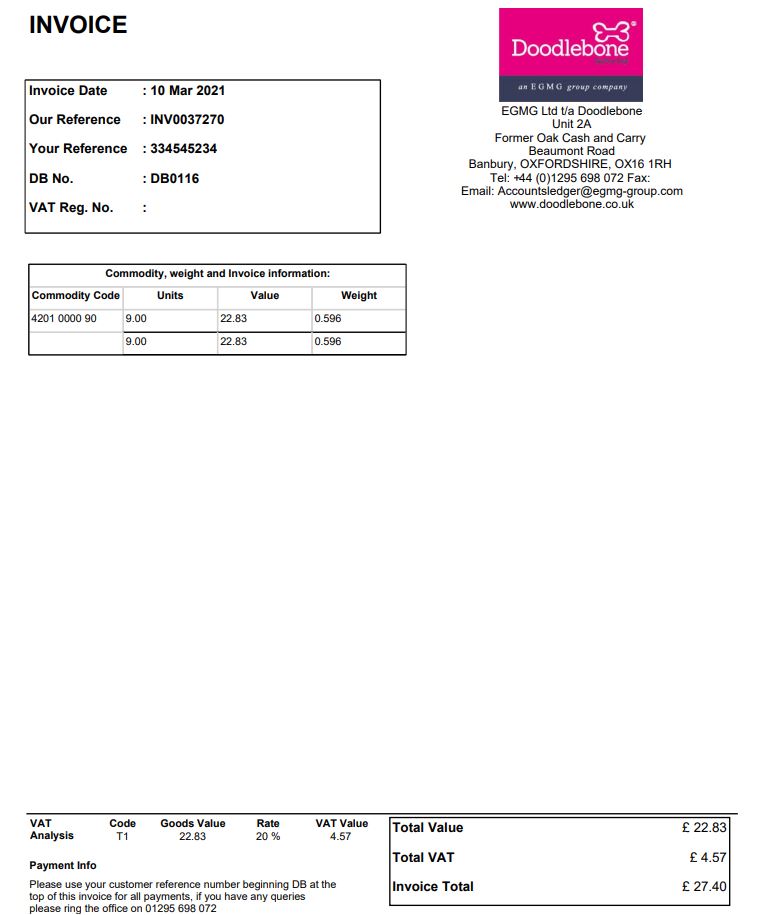 INVOICE
Doodlebone
an EGMG group company
EGMG Ltd t/a Doodlebone
Unit 2A
Former Oak Cash and Carry
Beaumont Road
Banbury, OXFORDSHIRE, OX16 1RH
Tel: +44 (0)1295 698 072 Fax:
Email: Accountsledger@egmg-group.com
www.doodlebone.co.uk
Invoice Date : 10 Mar 2021
Our Reference : INV0037270
Your Reference : 334545234
DB No. : DB0116
VAT Reg. No. :
Commodity, weight and Invoice information:
Commodity Code Units Value Weight
4201 0000 90 9.00 22.83 0.596
9.00 22.83 0.596
VAT Code Goods Value Rate VAT Value
Analysis T1 22.83 20 % 4.57
Payment Info
Please use your customer reference number beginning DB at the
top of this invoice for all payments, if you have any queries
please ring the office on 01295 698 072
Total Value £ 22.83
Total VAT £ 4.57
Invoice Total £ 27.40